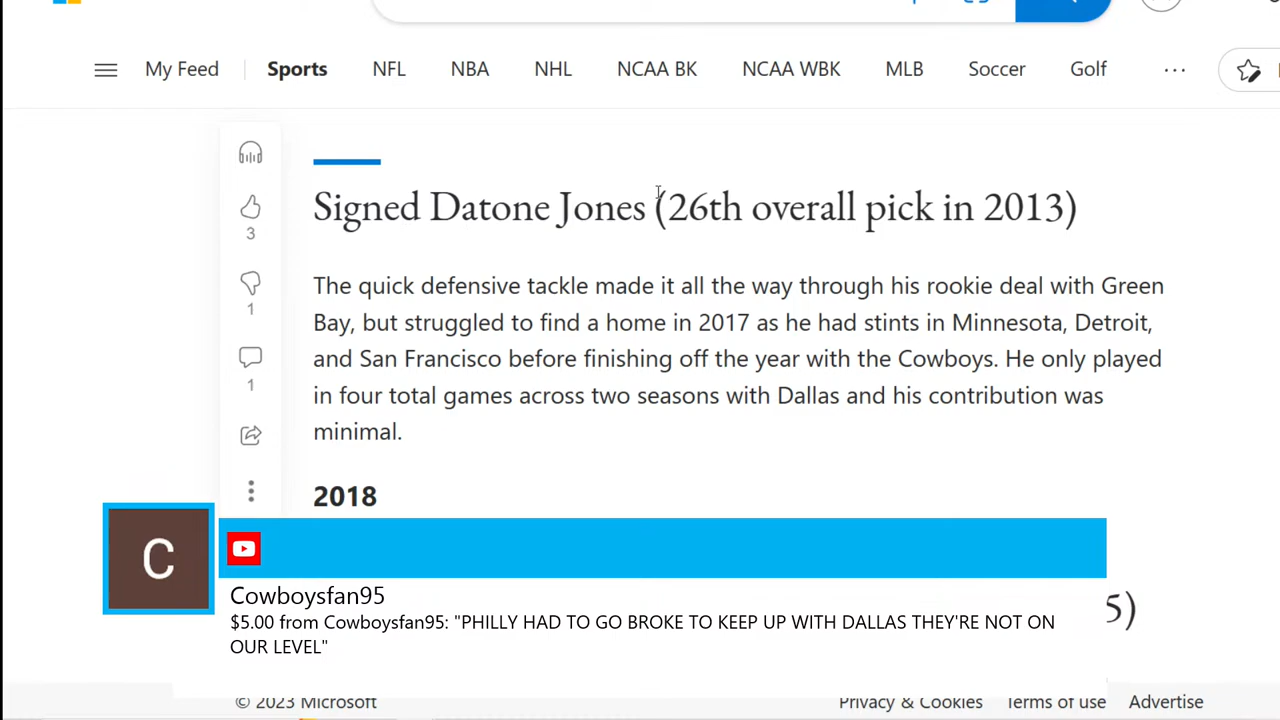 My Feed Sports NFL NBA NHL NCAA BK NCAA WBK MLB Soccer Golf ...
Signed Datone Jones (26th overall pick in 2013)
3
1
1
The quick defensive tackle made it all the way through his rookie deal with Green
Bay, but struggled to find a home in 2017 as he had stints in Minnesota, Detroit,
and San Francisco before finishing off the year with the Cowboys. He only played
in four total games across two seasons with Dallas and his contribution was
minimal.
2018
5)
C
Cowboysfan95
$5.00 from Cowboysfan95: "PHILLY HAD TO GO BROKE TO KEEP UP WITH DALLAS THEY'RE NOT ON
OUR LEVEL"
© 2023 Microsoft Privacy & Cookies Terms of use Advertise